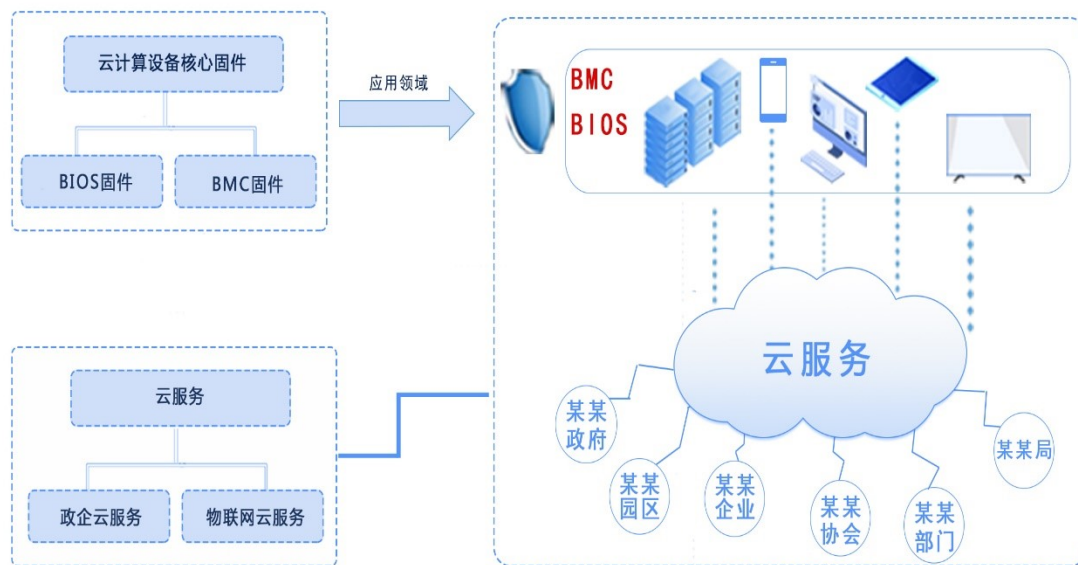 云计算设备核心固件
BIOS固件
BMC固件
应用领域
BMC
BIOS
云服务
云服务
政企云服务
物联网云服务
某某
政府
某某
园区
某某
企业
某某
协会
某某
部门
某某局